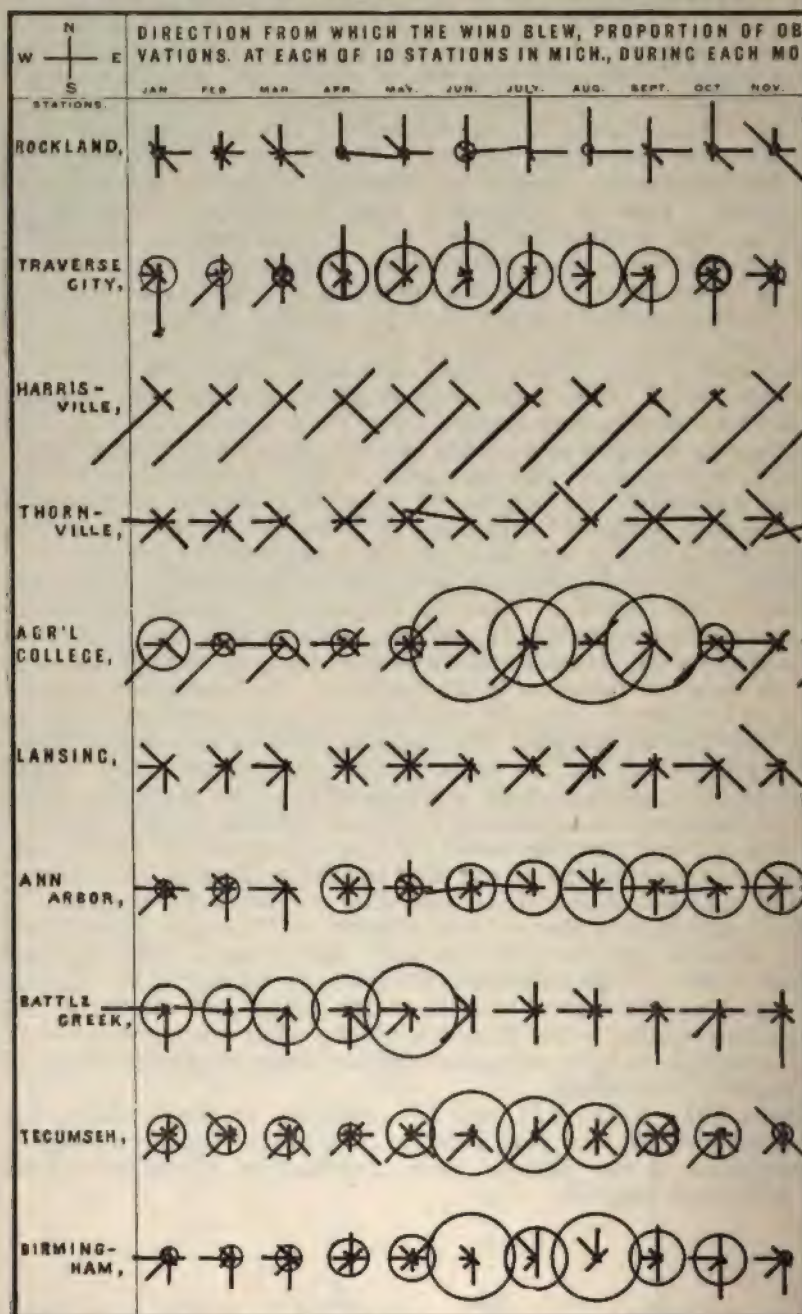 N
W E
S
DIRECTION FROM WHICH THE WIND BLEW, PROPORTION OF OB
VATIONS. AT EACH OF 10 STATIONS IN MICH., DURING EACH MO
STATIONS.
JAN FEB MAR APR MAY. JUN. JULY. AUG. SEPT. OCT NOV.
ROCKLAND,
TRAVERSE
CITY,
HARRIS-
VILLE,
THORN-
VILLE,
AGR'L
COLLEGE,
LANSING,
ANN
ARBOR,
BATTLE
CREEK,
TECUMSEH,
BIRMING-
HAM,